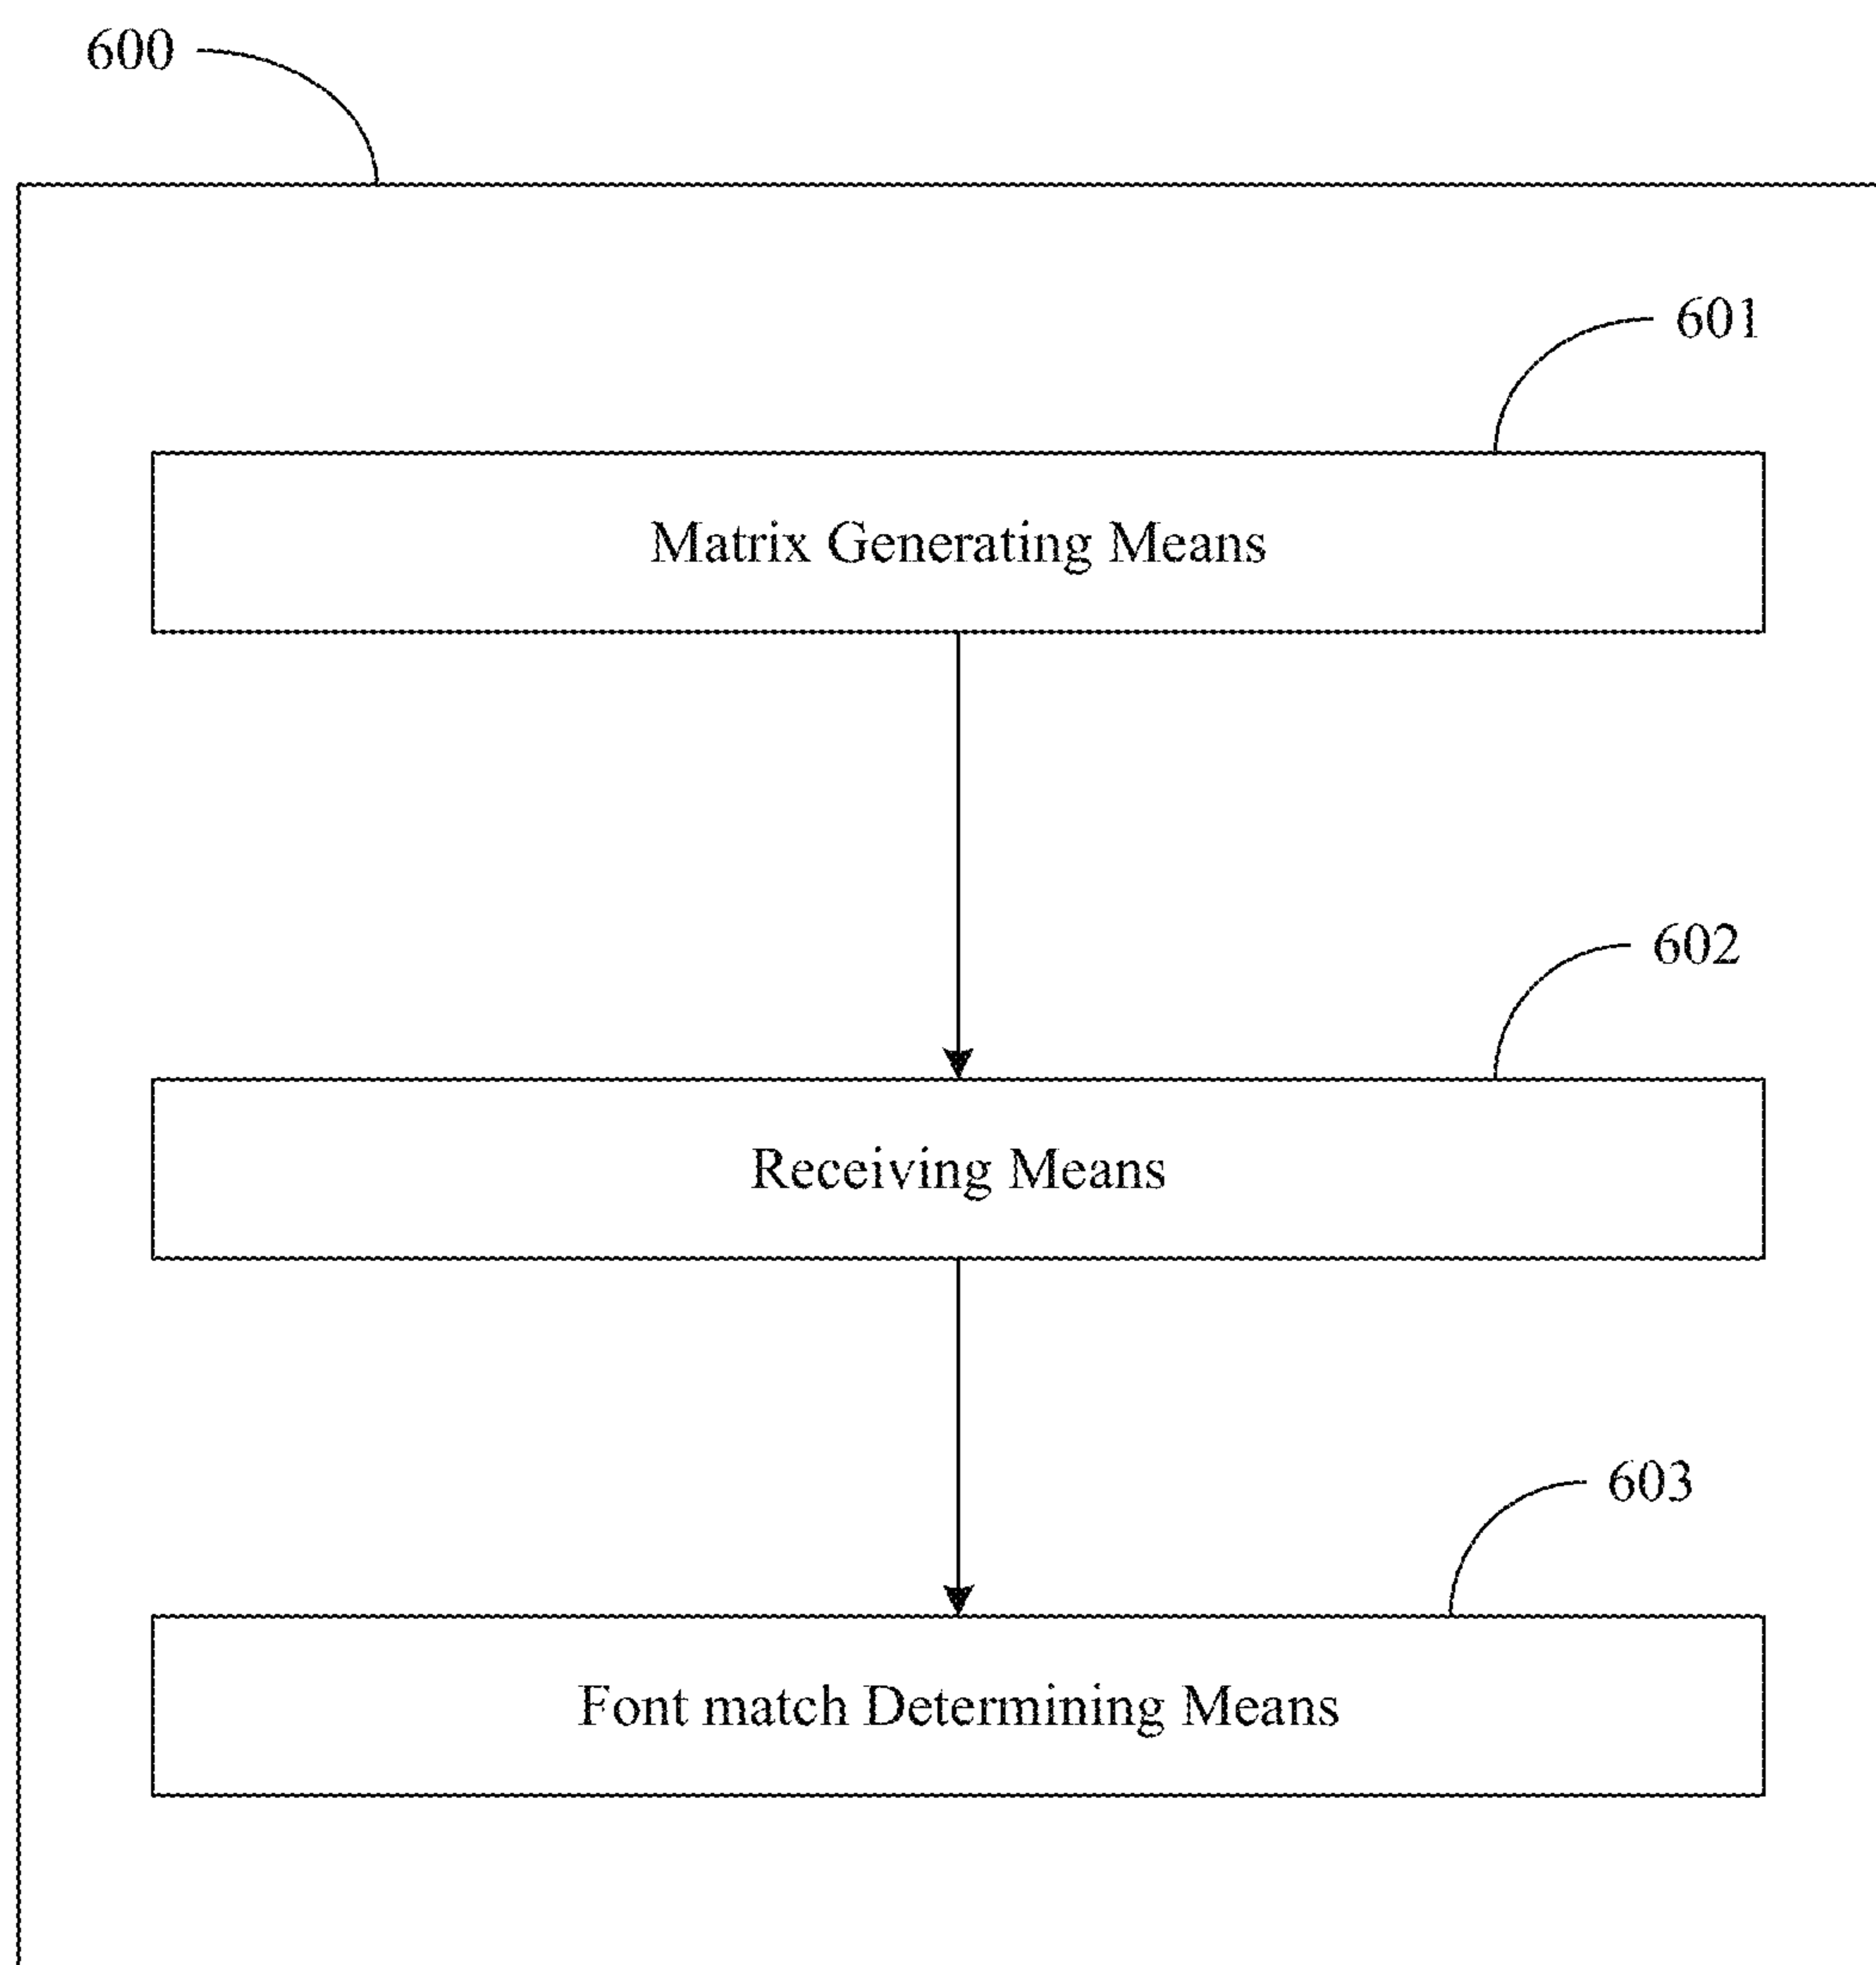 600
601
Matrix Generating Means
602
Receiving Means
603
Font match Determining Means